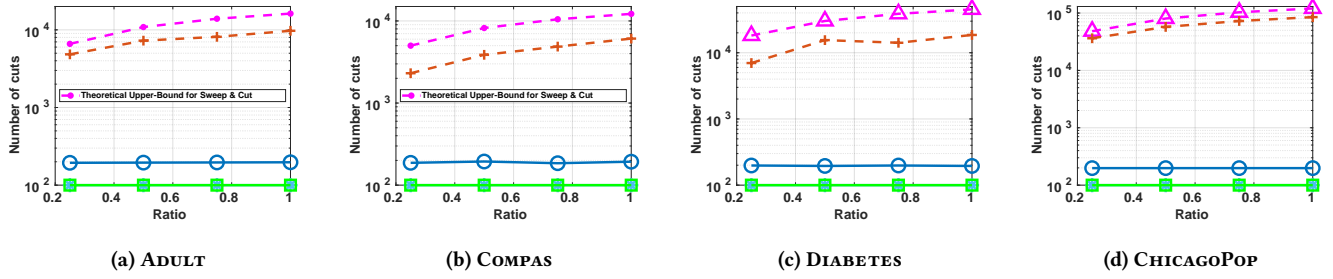 Number of cuts
10^4
10^3
10^2
Theoretical Upper-Bound for Sweep & Cut
0.2 0.4 0.6 0.8 1
Ratio
(a) Adult
Number of cuts
10^4
10^3
10^2
Theoretical Upper-Bound for Sweep & Cut
0.2 0.4 0.6 0.8 1
Ratio
(b) Compas
Number of cuts
10^4
10^3
10^2
0.2 0.4 0.6 0.8 1
Ratio
(c) Diabetes
Number of cuts
10^5
10^4
10^3
10^2
0.2 0.4 0.6 0.8 1
Ratio
(d) ChicagoPop